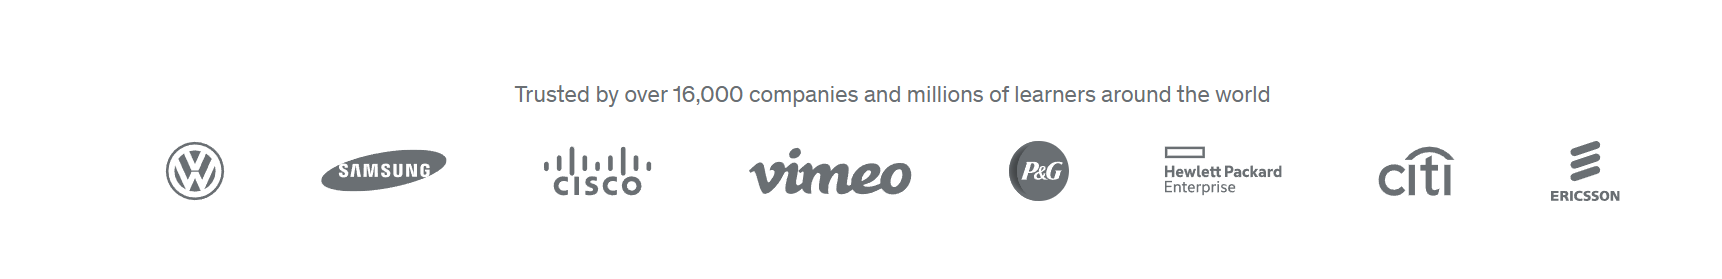 Trusted by over 16,000 companies and millions of learners around the world
VW
SAMSUNG
CISCO
vimeo
P&G
Hewlett Packard
Enterprise
citi
ERICSSON